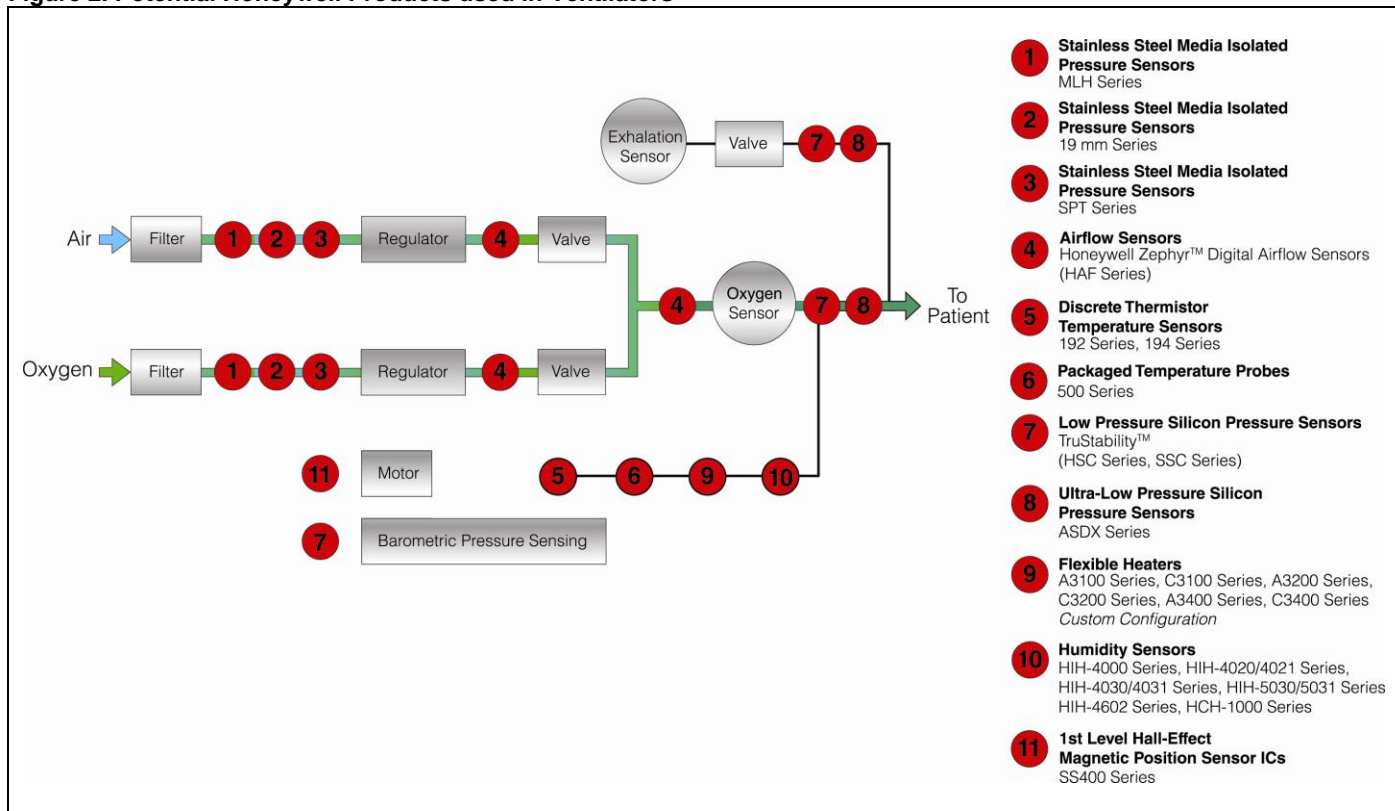 Figure 2. Potential Honeywell Products used in Ventilators
Exhalation
Sensor
Valve
7
8
Air
Filter
1
2
3
Regulator
4
Valve
4
Oxygen
Sensor
7
8
To
Patient
Oxygen
Filter
1
2
3
Regulator
4
Valve
11
Motor
5
6
9
10
7
Barometric Pressure Sensing
1
Stainless Steel Media Isolated
Pressure Sensors
MLH Series
2
Stainless Steel Media Isolated
Pressure Sensors
19 mm Series
3
Stainless Steel Media Isolated
Pressure Sensors
SPT Series
4
Airflow Sensors
Honeywell Zephyr™ Digital Airflow Sensors
(HAF Series)
5
Discrete Thermistor
Temperature Sensors
192 Series, 194 Series
6
Packaged Temperature Probes
500 Series
7
Low Pressure Silicon Pressure Sensors
TruStability™
(HSC Series, SSC Series)
8
Ultra-Low Pressure Silicon
Pressure Sensors
ASDX Series
9
Flexible Heaters
A3100 Series, C3100 Series, A3200 Series,
C3200 Series, A3400 Series, C3400 Series
Custom Configuration
10
Humidity Sensors
HIH-4000 Series, HIH-4020/4021 Series,
HIH-4030/4031 Series, HIH-5030/5031 Series
HIH-4602 Series, HCH-1000 Series
11
1st Level Hall-Effect
Magnetic Position Sensor ICs
SS400 Series